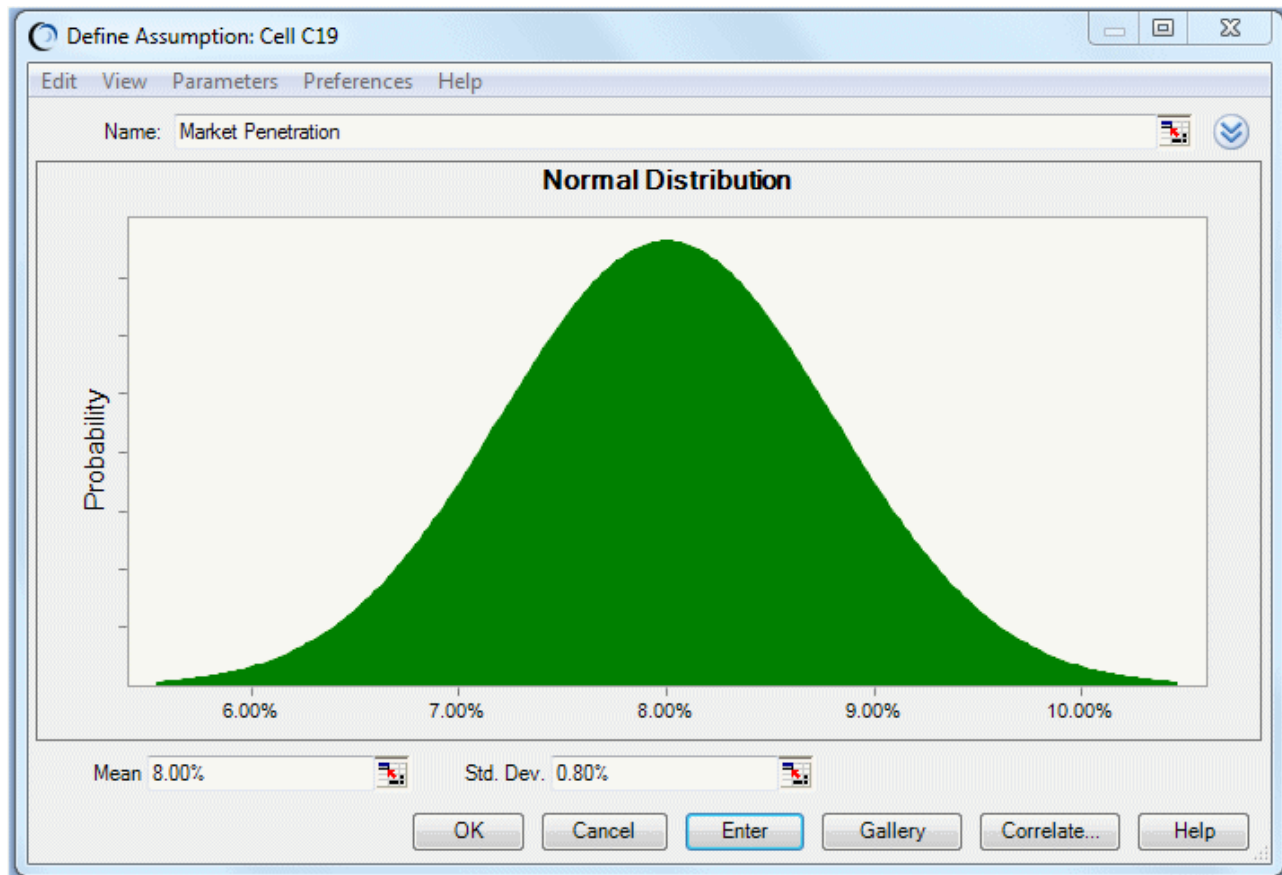 Define Assumption: Cell C19
Edit View Parameters Preferences Help
Name: Market Penetration
Normal Distribution
Probability
6.00% 7.00% 8.00% 9.00% 10.00%
Mean 8.00% Std. Dev. 0.80%
OK Cancel Enter Gallery Correlate... Help